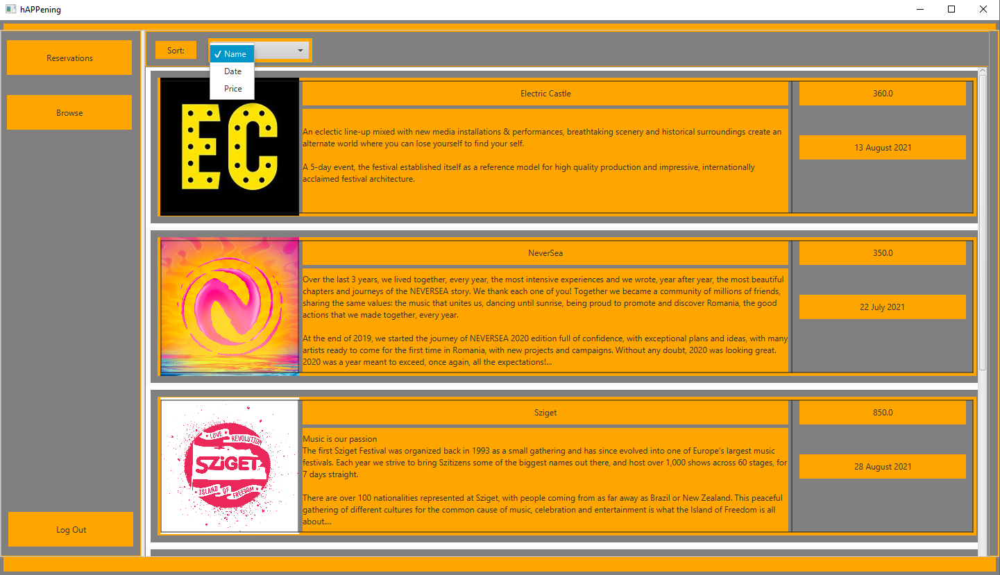 hAPPening
Reservations
Browse
Log Out
Sort:
✓ Name
Date
Price
EC
Electric Castle
360.0
An eclectic line-up mixed with new media installations & performances, breathtaking scenery and historical surroundings create an
alternate world where you can lose yourself to find your self.
A 5-day event, the festival established itself as a reference model for high quality production and impressive, internationally
acclaimed festival architecture.
13 August 2021
NeverSea
350.0
Over the last 3 years, we lived together, every year, the most intensive experiences and we wrote, year after year, the most beautiful
chapters and journeys of the NEVERSEA story. We thank each one of you! Together we became a community of millions of friends,
sharing the same values: the music that unites us, dancing until sunrise, being proud to promote and discover Romania, the good
actions that we made together, every year.
At the end of 2019, we started the journey of NEVERSEA 2020 edition full of confidence, with exceptional plans and ideas, with many
artists ready to come for the first time in Romania, with new projects and campaigns. Without any doubt, 2020 was looking great.
2020 was a year meant to exceed, once again, all the expectations!...
22 July 2021
LOVE REVOLUTION
SZiGET
ISLAND OF FREEDOM
Sziget
850.0
Music is our passion
The first Sziget Festival was organized back in 1993 as a small gathering and has since evolved into one of Europe's largest music
festivals. Each year we strive to bring Szitizens some of the biggest names out there, and host over 1,000 shows across 60 stages, for
7 days straight.
There are over 100 nationalities represented at Sziget, with people coming from as far away as Brazil or New Zealand. This peaceful
gathering of different cultures for the common cause of music, celebration and entertainment is what the Island of Freedom is all
about....
28 August 2021